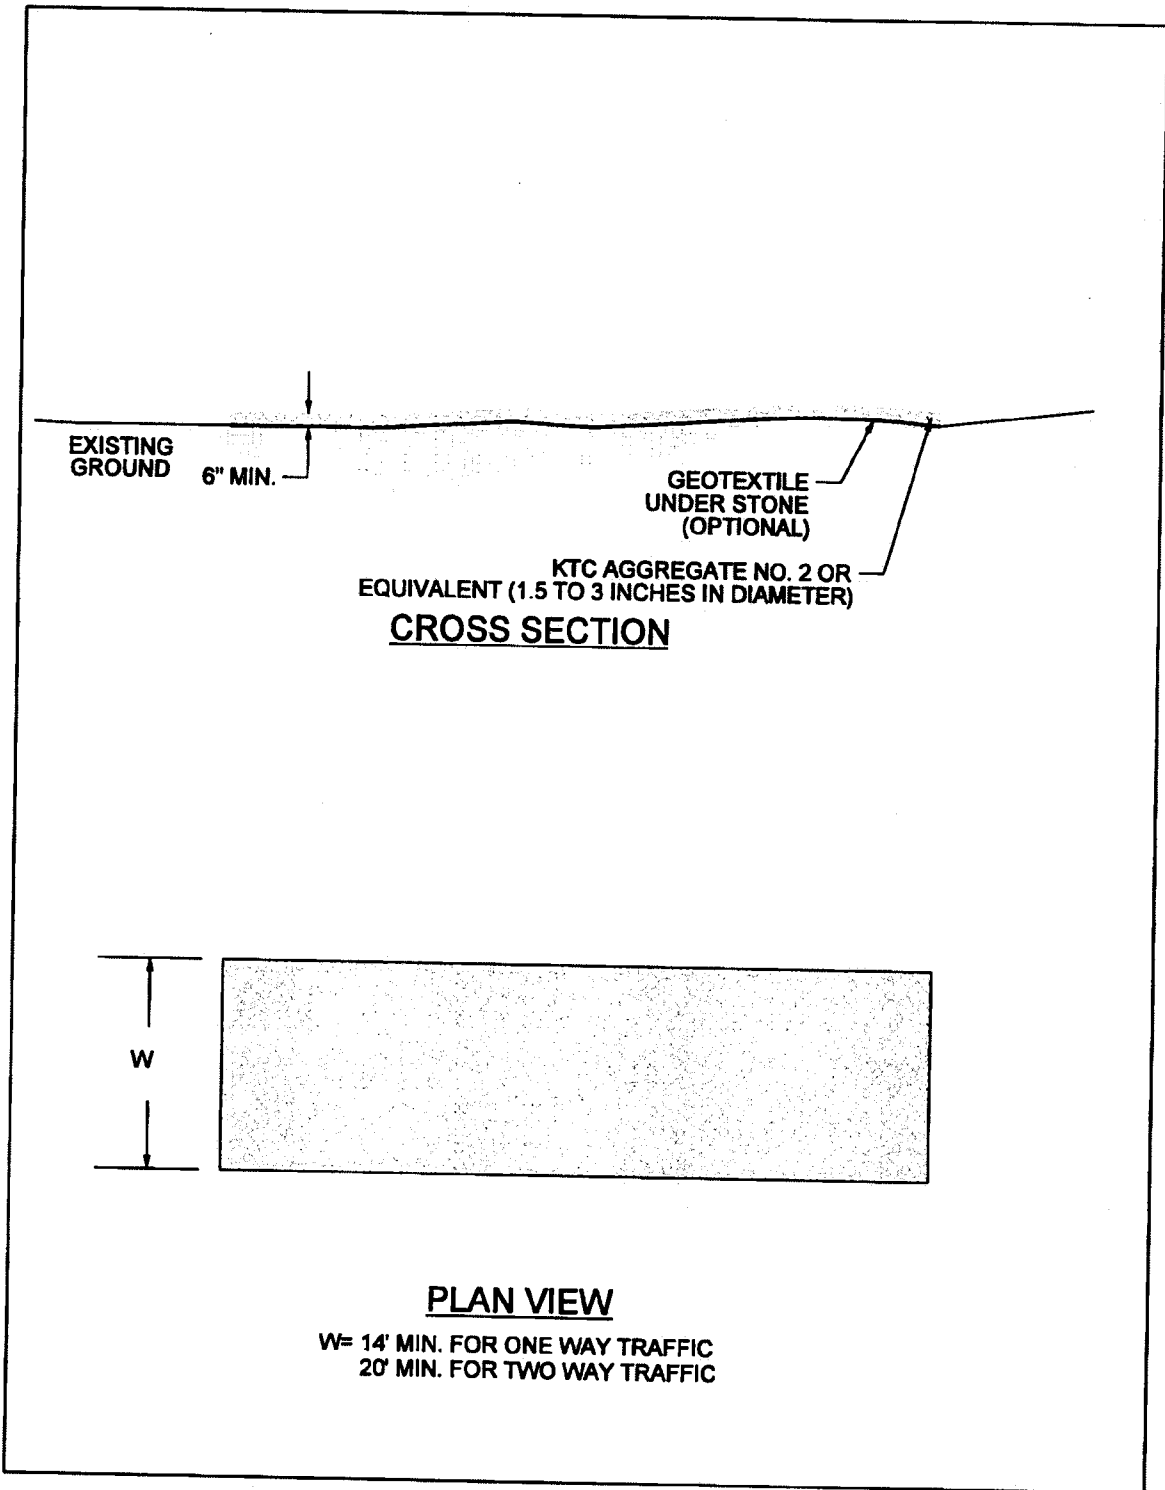 EXISTING
GROUND
6" MIN.
GEOTEXTILE
UNDER STONE
(OPTIONAL)
KTC AGGREGATE NO. 2 OR
EQUIVALENT (1.5 TO 3 INCHES IN DIAMETER)
CROSS SECTION
W
PLAN VIEW
W= 14' MIN. FOR ONE WAY TRAFFIC
20' MIN. FOR TWO WAY TRAFFIC